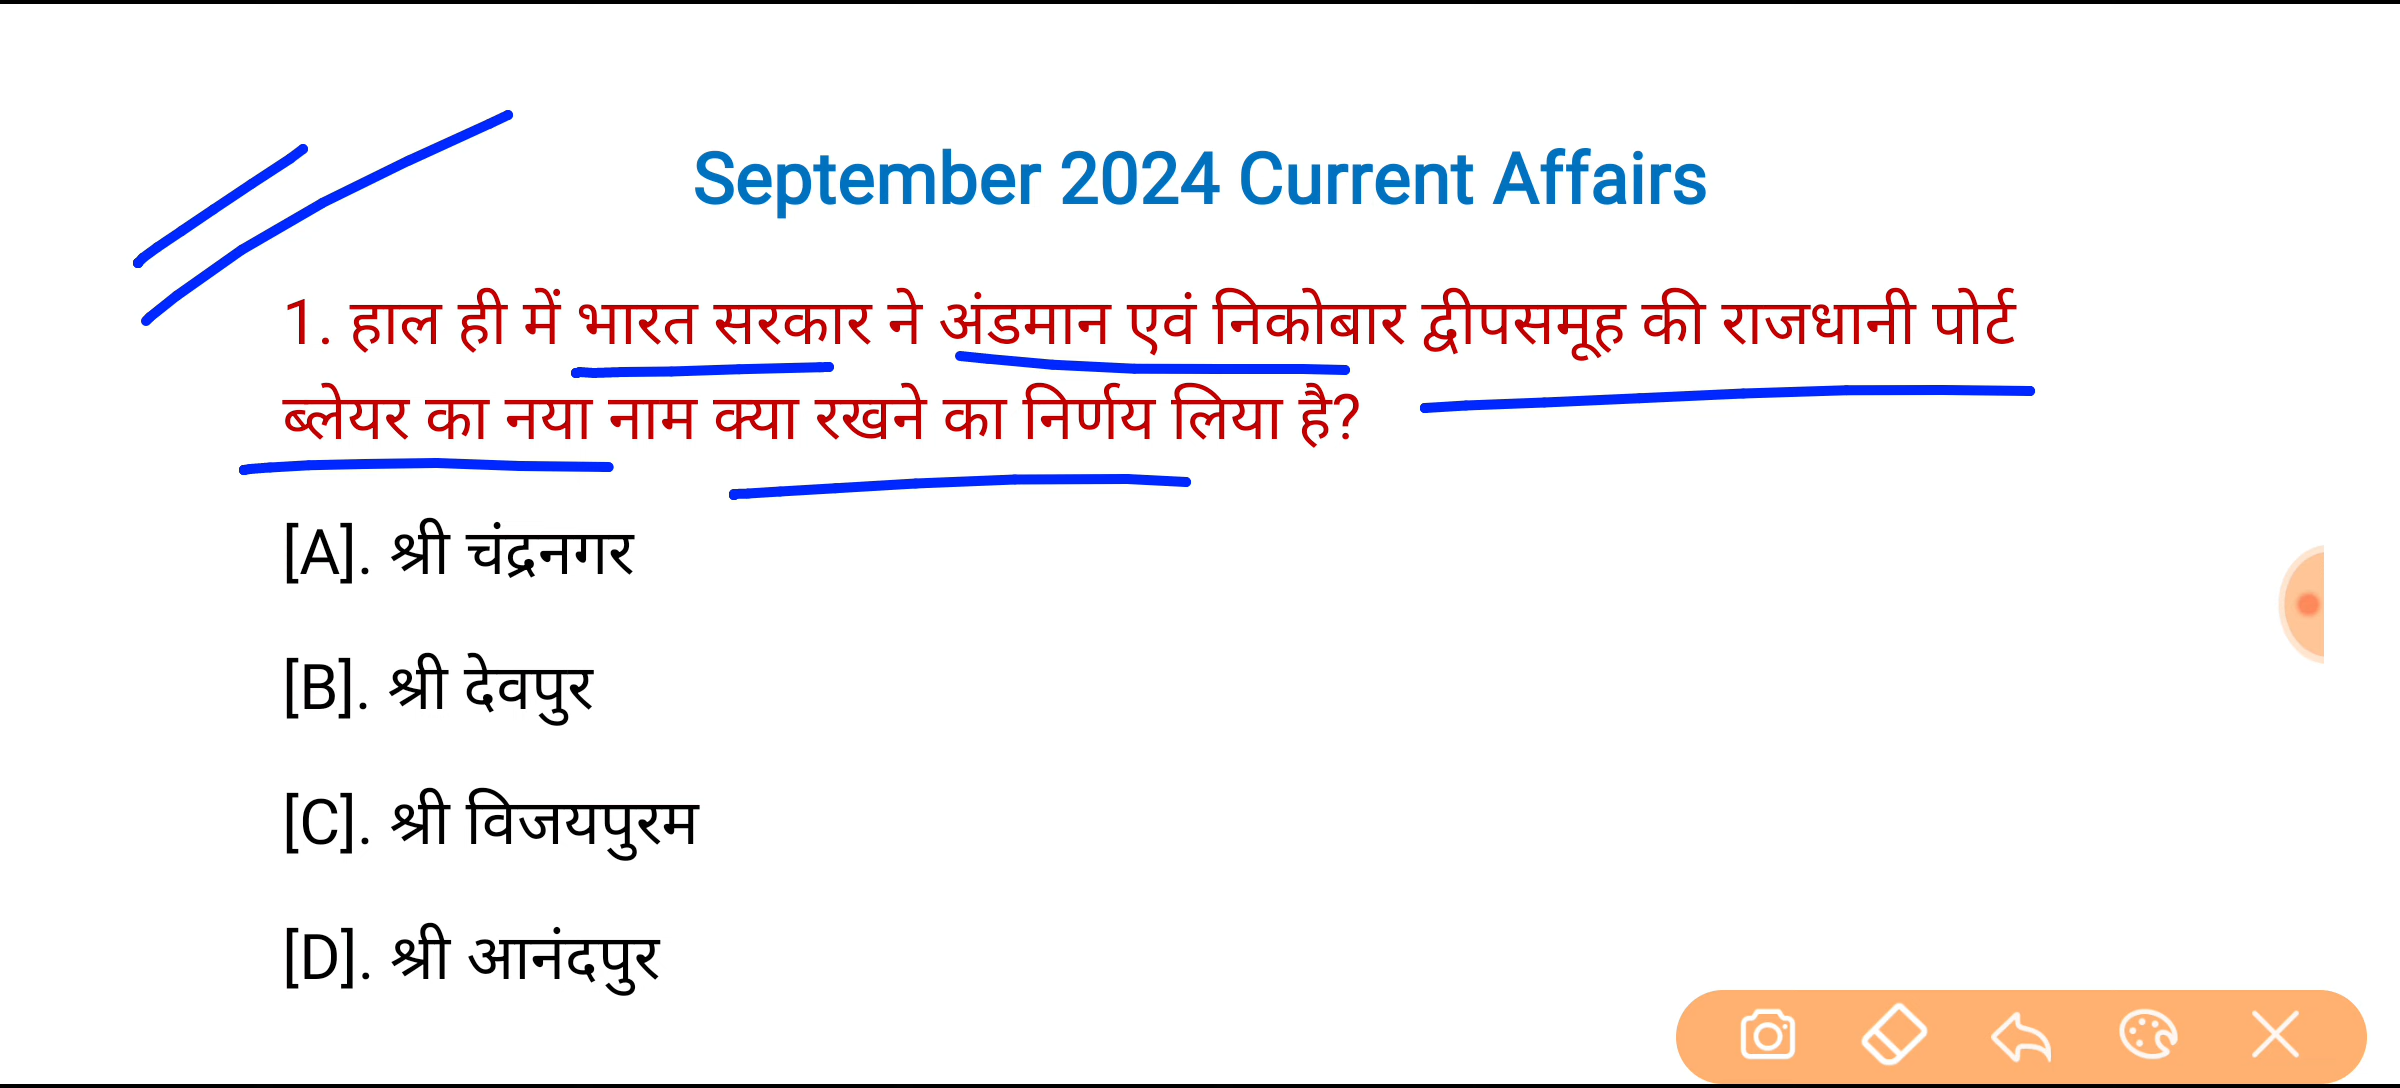 September 2024 Current Affairs
1. हाल ही में भारत सरकार ने अंडमान एवं निकोबार द्वीपसमूह की राजधानी पोर्ट
ब्लेयर का नया नाम क्या रखने का निर्णय लिया है?
[A]. श्री चंद्रनगर
[B]. श्री देवपुर
[C]. श्री विजयपुरम
[D]. श्री आनंदपुर